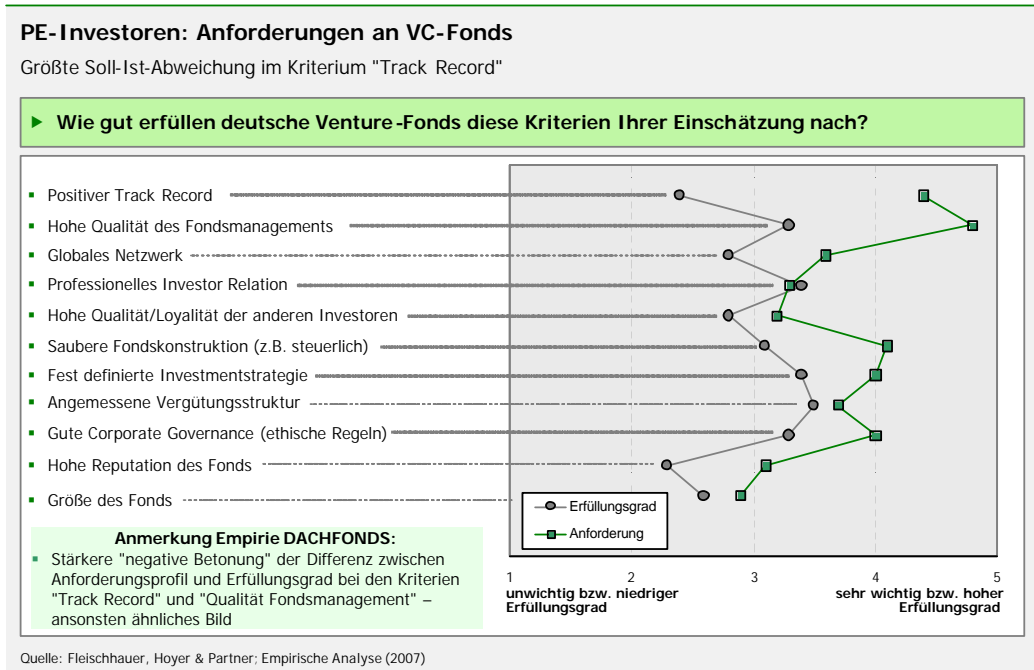 PE-Investoren: Anforderungen an VC-Fonds
Größte Soll-Ist-Abweichung im Kriterium "Track Record"
Wie gut erfüllen deutsche Venture-Fonds diese Kriterien Ihrer Einschätzung nach?
Positiver Track Record
Hohe Qualität des Fondsmanagements
Globales Netzwerk
Professionelles Investor Relation
Hohe Qualität/Loyalität der anderen Investoren
Saubere Fondskonstruktion (z.B. steuerlich)
Fest definierte Investmentstrategie
Angemessene Vergütungsstruktur
Gute Corporate Governance (ethische Regeln)
Hohe Reputation des Fonds
Größe des Fonds
Erfüllungsgrad
Anforderung
1 2 3 4 5
unwichtig bzw. niedriger
Erfüllungsgrad
sehr wichtig bzw. hoher
Erfüllungsgrad
Anmerkung Empirie DACHFONDS:
Stärkere "negative Betonung" der Differenz zwischen
Anforderungsprofil und Erfüllungsgrad bei den Kriterien
"Track Record" und "Qualität Fondsmanagement" –
ansonsten ähnliches Bild
Quelle: Fleischhauer, Hoyer & Partner; Empirische Analyse (2007)